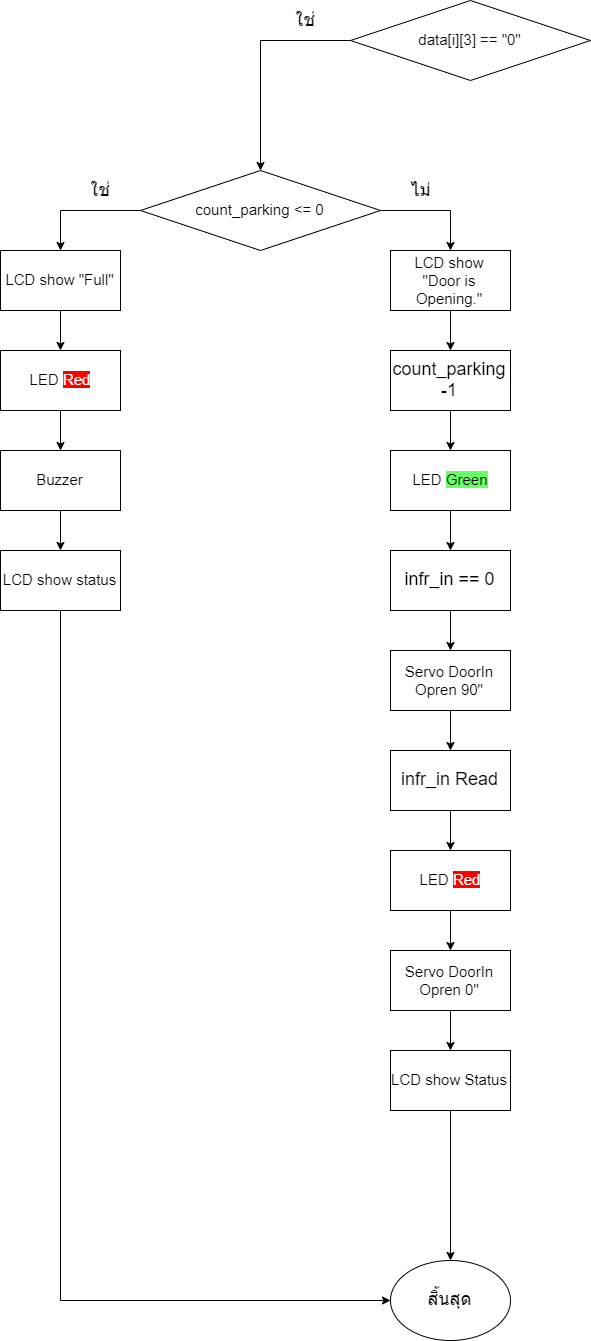 ใช่
data[i][3] == "0"
ใช่
count_parking <= 0
ไม่
LCD show "Full"
LED Red
Buzzer
LCD show status
LCD show
"Door is
Opening."
count_parking
-1
LED Green
infr_in == 0
Servo DoorIn
Opren 90"
infr_in Read
LED Red
Servo DoorIn
Opren 0"
LCD show Status
สิ้นสุด